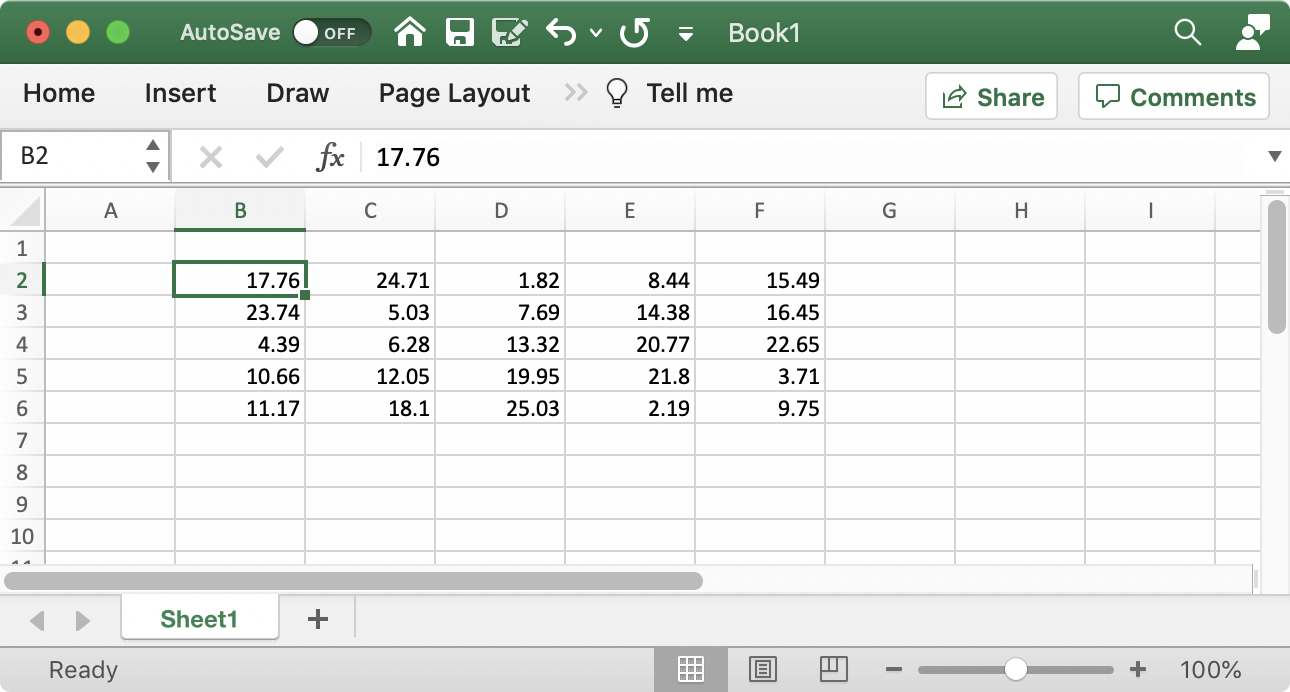 AutoSave OFF Book1
Home Insert Draw Page Layout Tell me Share Comments
B2 fx 17.76
A B C D E F G H I
1
2 17.76 24.71 1.82 8.44 15.49
3 23.74 5.03 7.69 14.38 16.45
4 4.39 6.28 13.32 20.77 22.65
5 10.66 12.05 19.95 21.8 3.71
6 11.17 18.1 25.03 2.19 9.75
7
8
9
10
11
Sheet1
Ready 100%